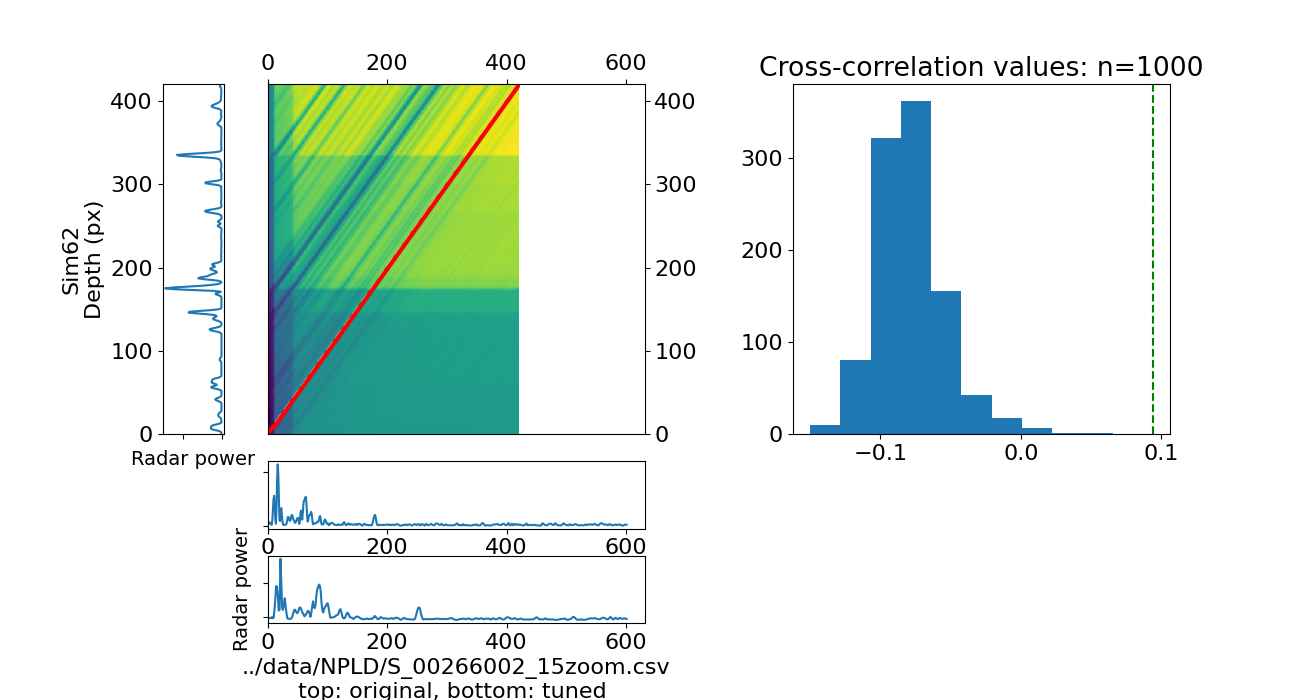 Cross-correlation values: n=1000
0 200 400 600
400
300
200
100
0
Sim62
Depth (px)
400
300
200
100
0
Radar power
300
200
100
0
−0.1 0.0 0.1
0 200 400 600
Radar power
0 200 400 600
../data/NPLD/S_00266002_15zoom.csv
top: original, bottom: tuned